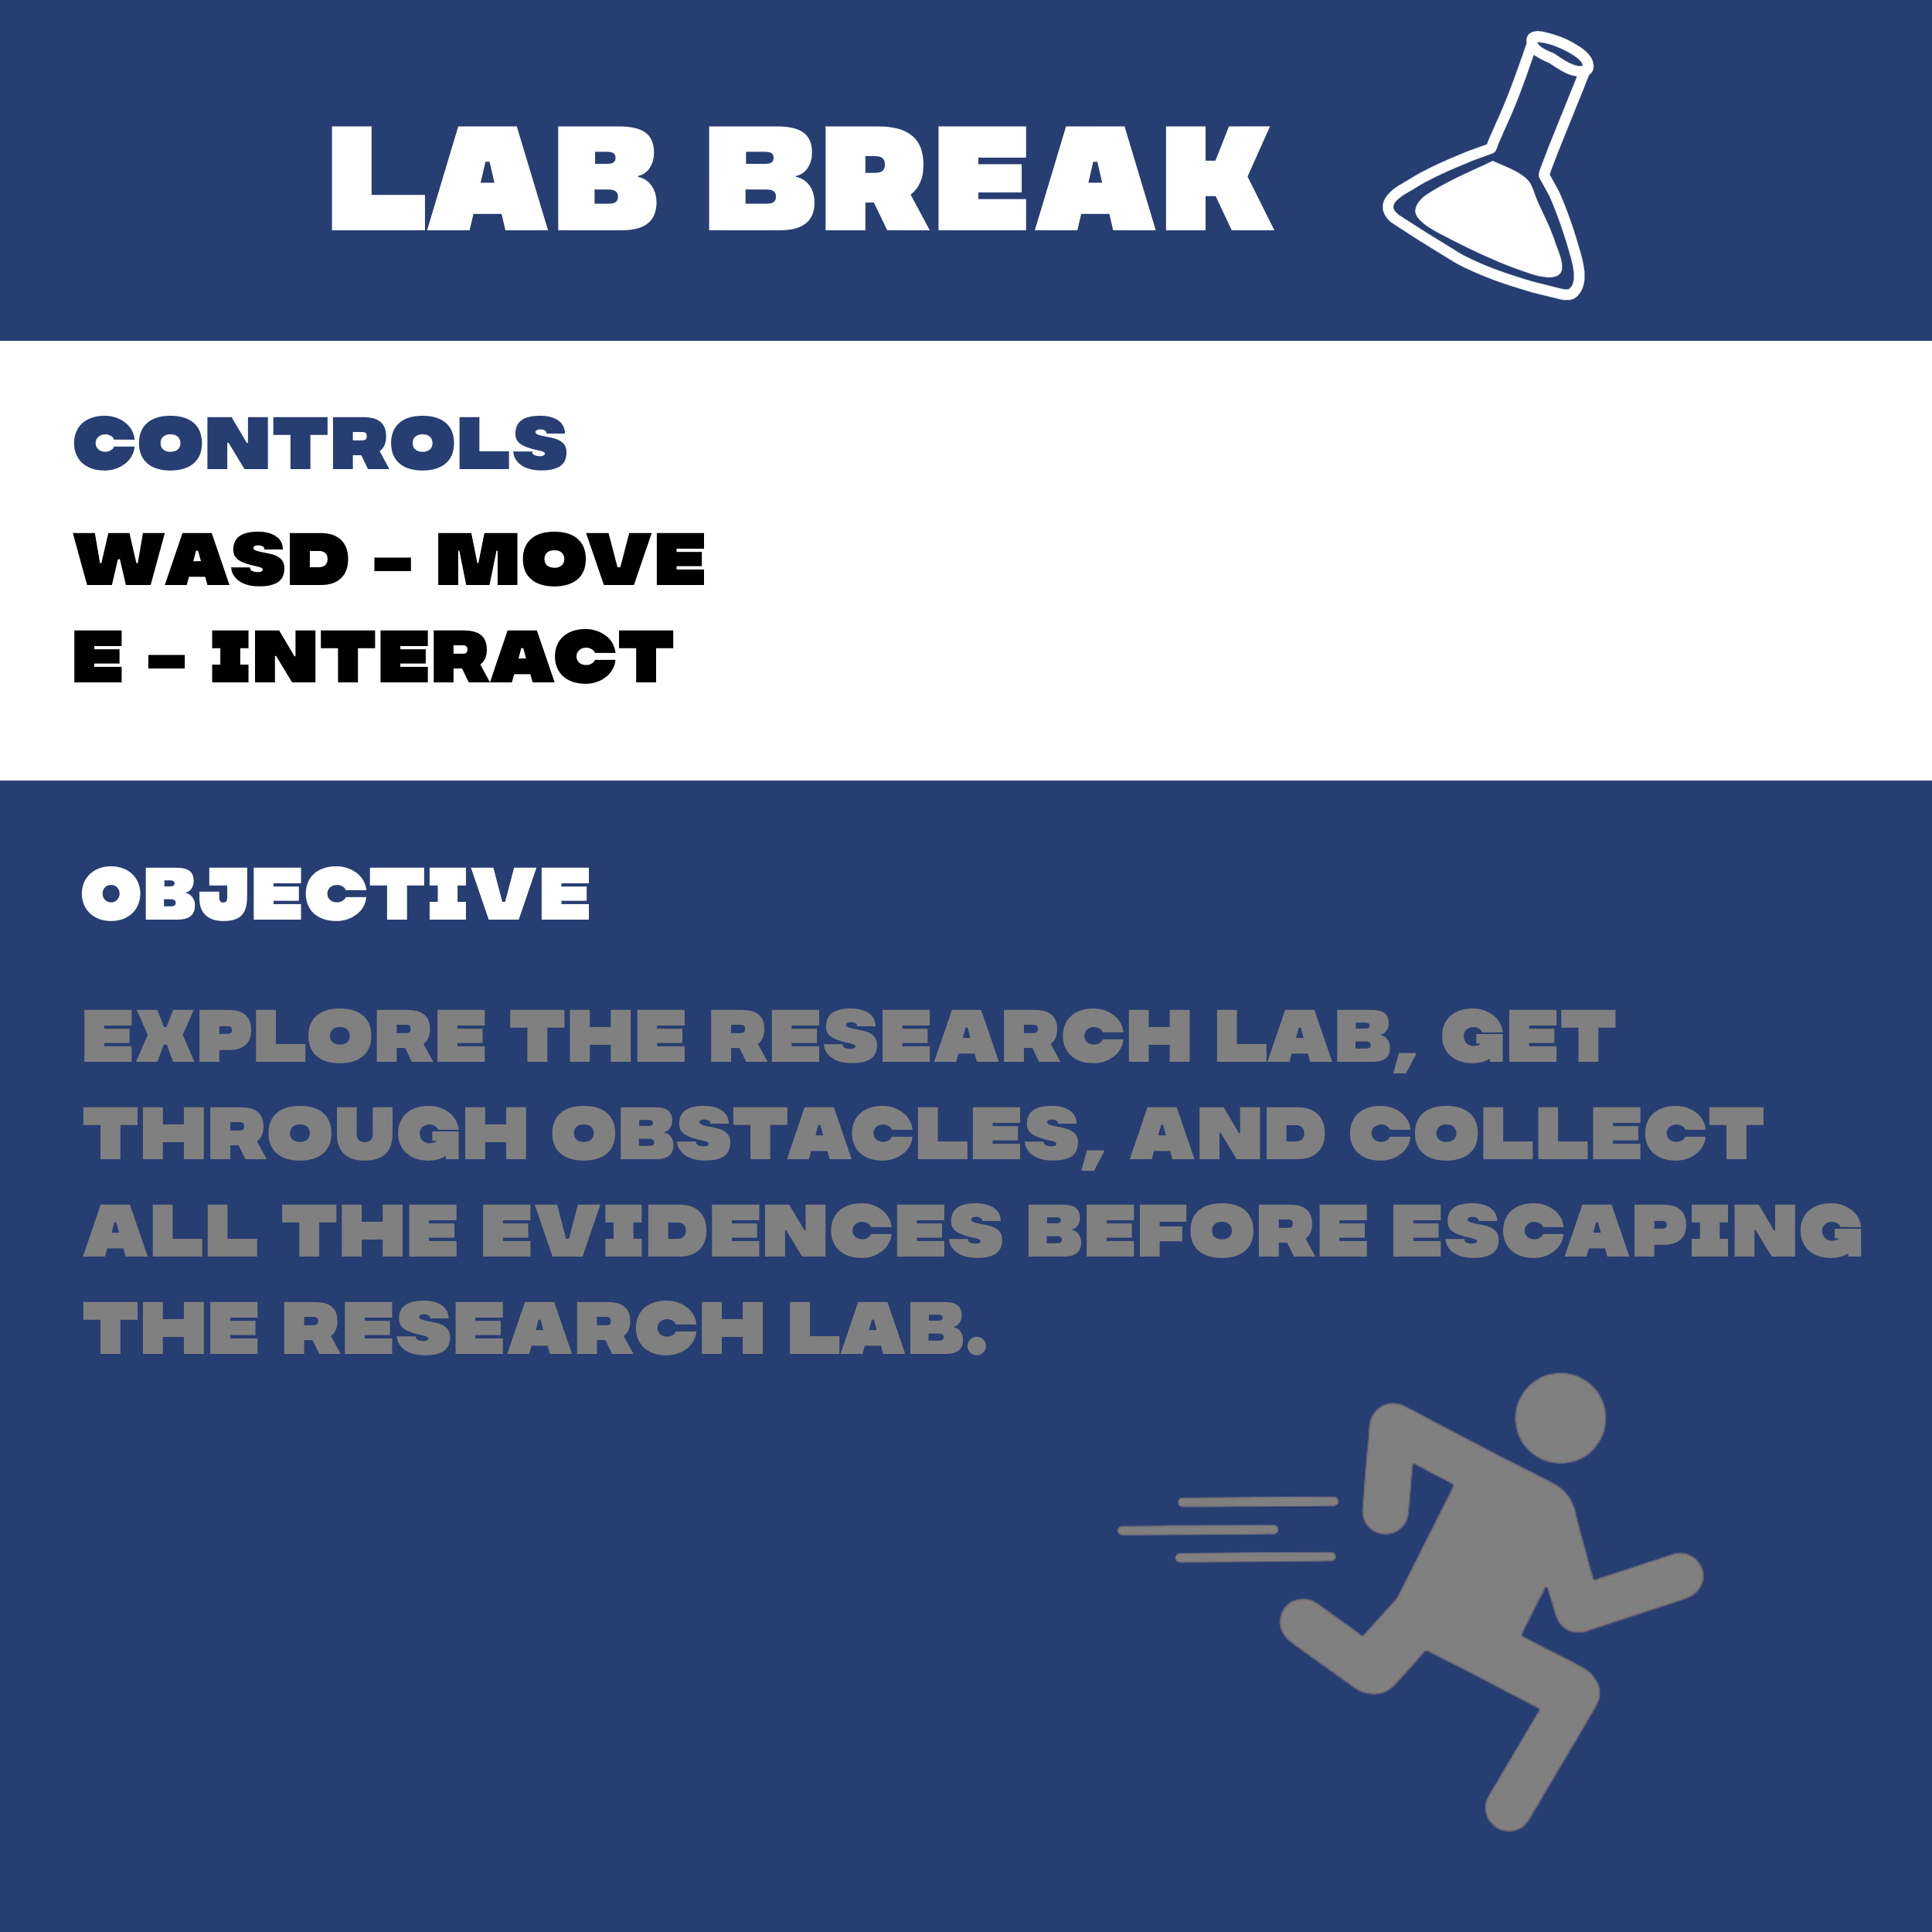 LAB BREAK
CONTROLS
WASD - MOVE
E - INTERACT
OBJECTIVE
EXPLORE THE RESEARCH LAB, GET
THROUGH OBSTACLES, AND COLLECT
ALL THE EVIDENCES BEFORE ESCAPING
THE RESEARCH LAB.